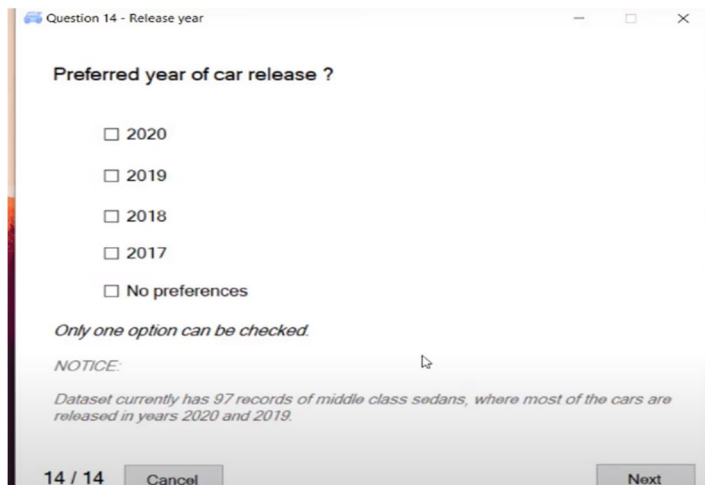 Question 14 - Release year
Preferred year of car release ?
2020
2019
2018
2017
No preferences
Only one option can be checked.
NOTICE:
Dataset currently has 97 records of middle class sedans, where most of the cars are
released in years 2020 and 2019.
14 / 14
Cancel
Next